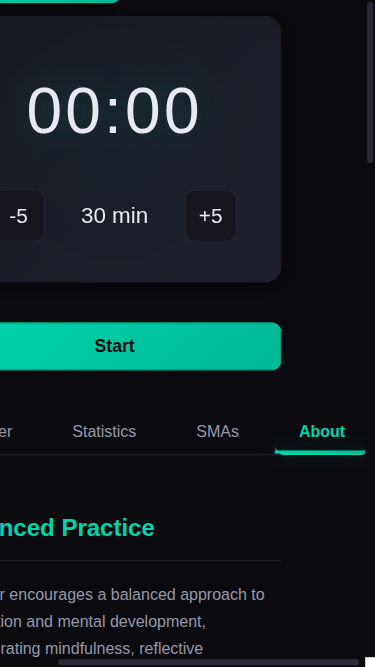 00:00
-5 30 min +5
Start
er Statistics SMAs About
nced Practice
r encourages a balanced approach to
tion and mental development,
rating mindfulness, reflective